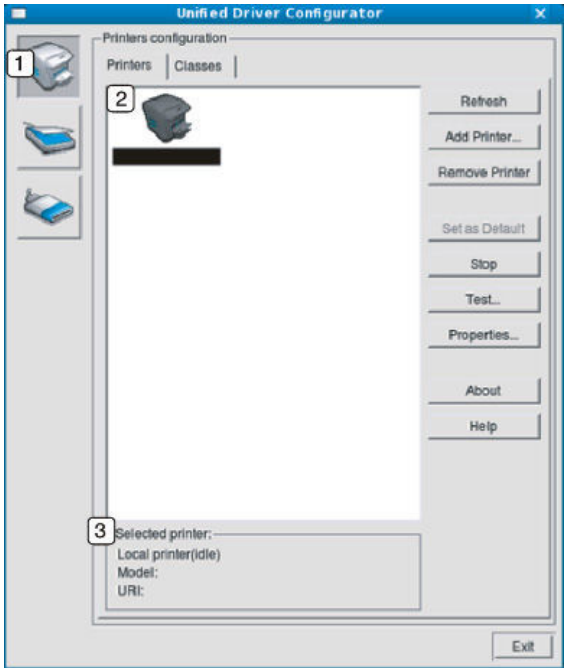 Unified Driver Configurator
Printers configuration
1
Printers
Classes
2
Refresh
Add Printer...
Remove Printer
Set as Default
Stop
Test...
Properties...
About
Help
3
Selected printer:
Local printer(idle)
Model:
URI:
Exit